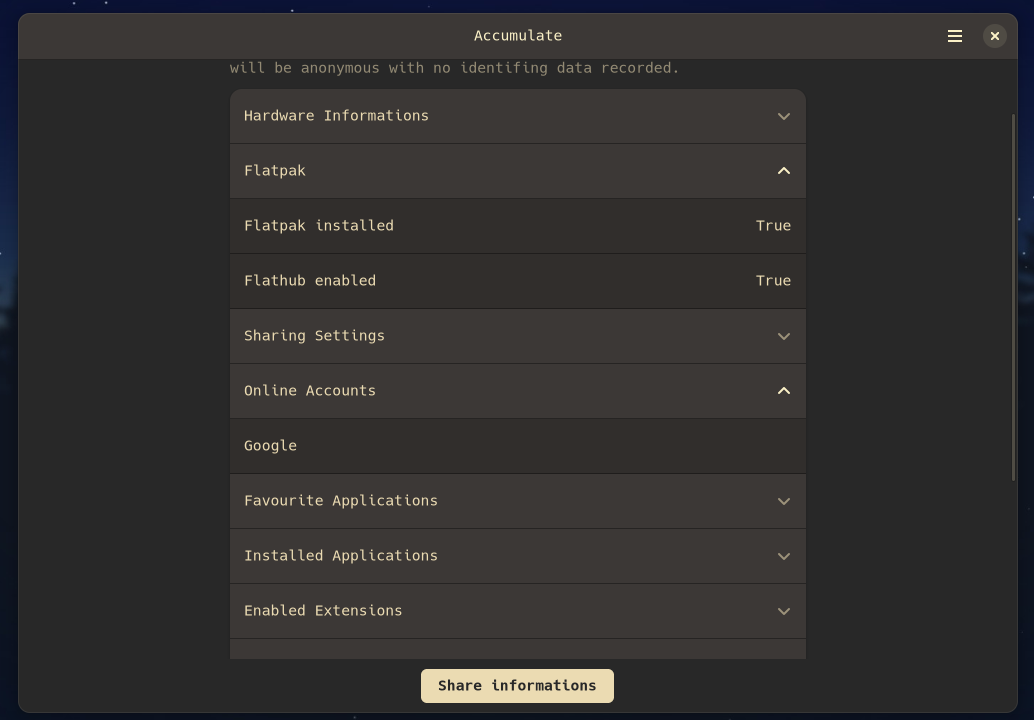 Accumulate
will be anonymous with no identifing data recorded.
Hardware Informations
Flatpak
Flatpak installed True
Flathub enabled True
Sharing Settings
Online Accounts
Google
Favourite Applications
Installed Applications
Enabled Extensions
Share informations